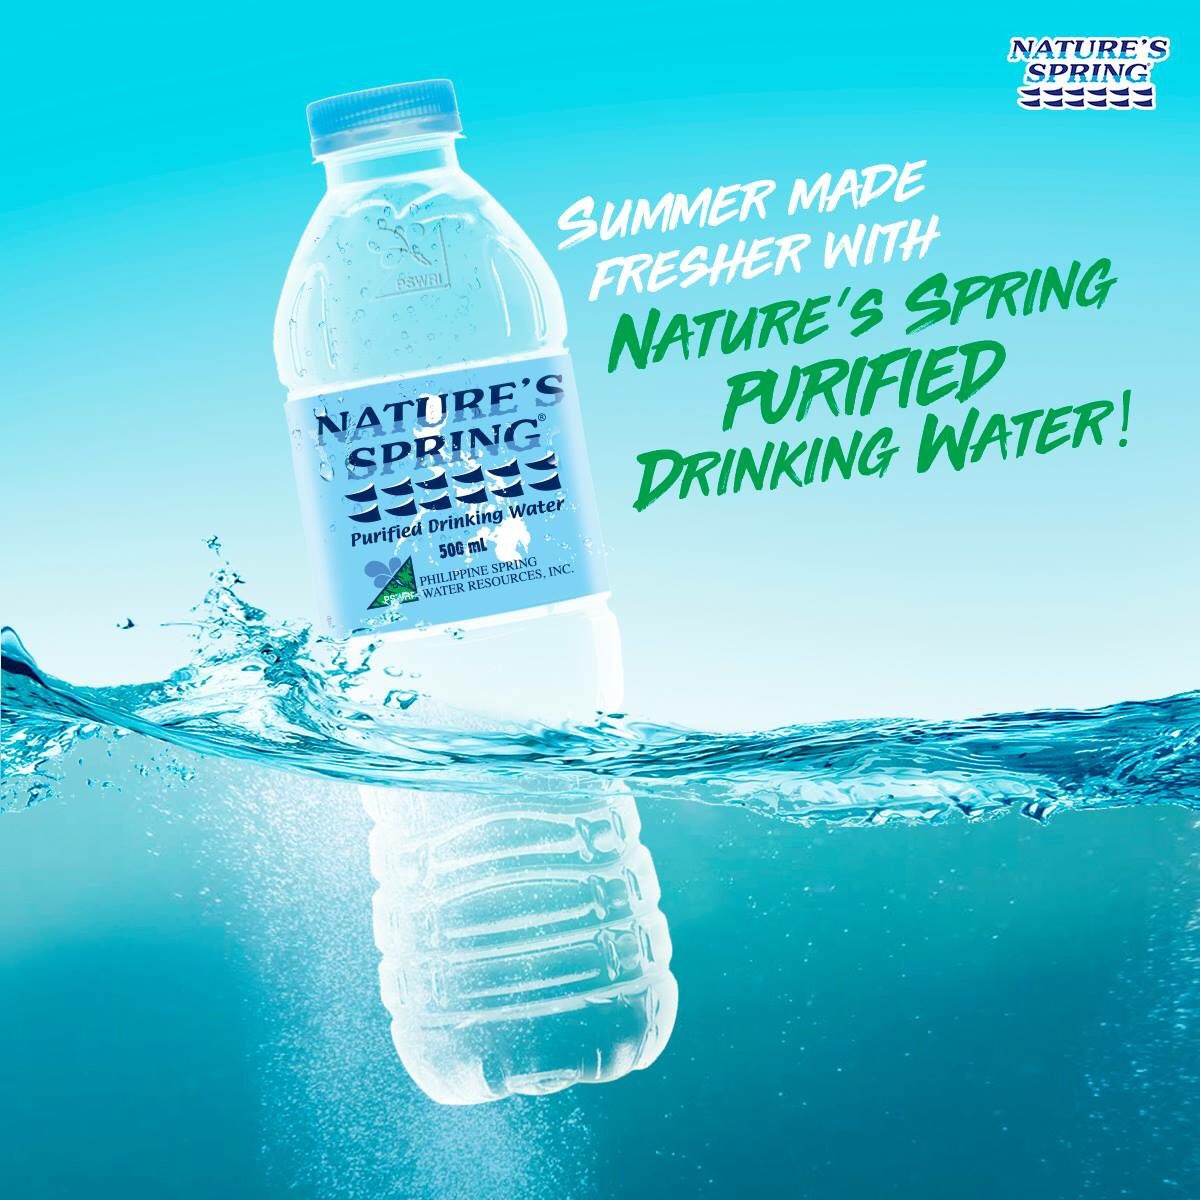 NATURE'S
SPRING
SUMMER MADE
FRESHER WITH
NATURE'S SPRING
PURIFIED
DRINKING WATER!
PSWRI
NATURE'S
SPRING®
Purified Drinking Water
500 mL
PSWRI
PHILIPPINE SPRING
WATER RESOURCES, INC.